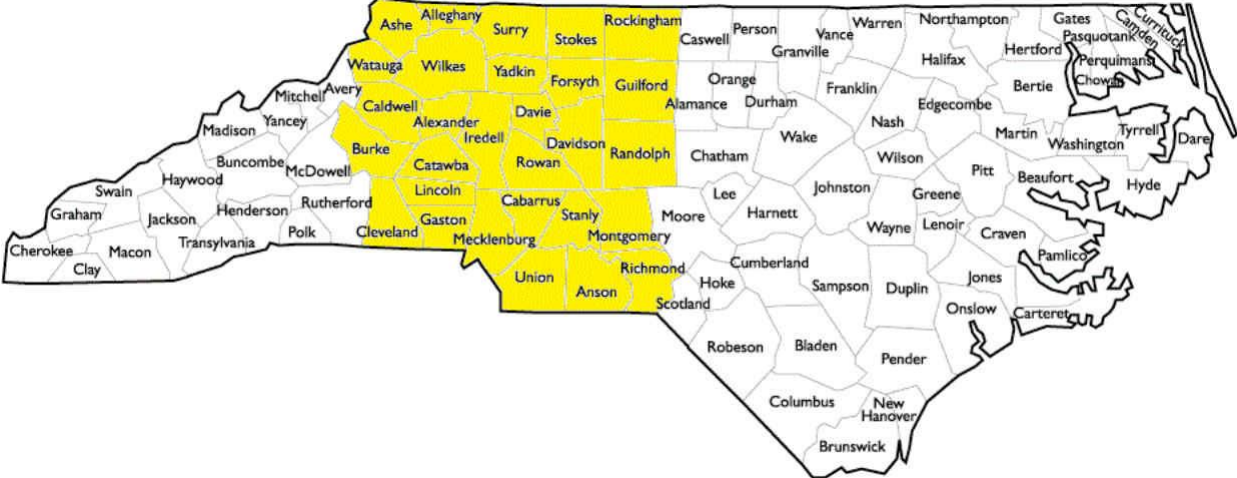 Ashe
Alleghany
Surry
Stokes
Rockingham
Caswell
Person
Granville
Vance
Warren
Northampton
Gates
Hertford
Pasquotank
Camden
Currituck
Perquimans
Chowan
Watauga
Wilkes
Yadkin
Forsyth
Guilford
Alamance
Orange
Durham
Franklin
Halifax
Bertie
Mitchell
Avery
Caldwell
Alexander
Iredell
Davie
Davidson
Randolph
Chatham
Wake
Nash
Edgecombe
Martin
Washington
Tyrrell
Dare
Madison
Yancey
Burke
Catawba
Rowan
Wilson
Pitt
Beaufort
Hyde
Buncombe
McDowell
Haywood
Swain
Graham
Jackson
Henderson
Rutherford
Lincoln
Cabarrus
Stanly
Moore
Lee
Harnett
Johnston
Greene
Cherokee
Clay
Macon
Transylvania
Polk
Cleveland
Gaston
Mecklenburg
Montgomery
Wayne
Lenoir
Craven
Pamlico
Union
Anson
Richmond
Scotland
Hoke
Cumberland
Sampson
Duplin
Jones
Onslow
Carteret
Robeson
Bladen
Pender
Columbus
New
Hanover
Brunswick